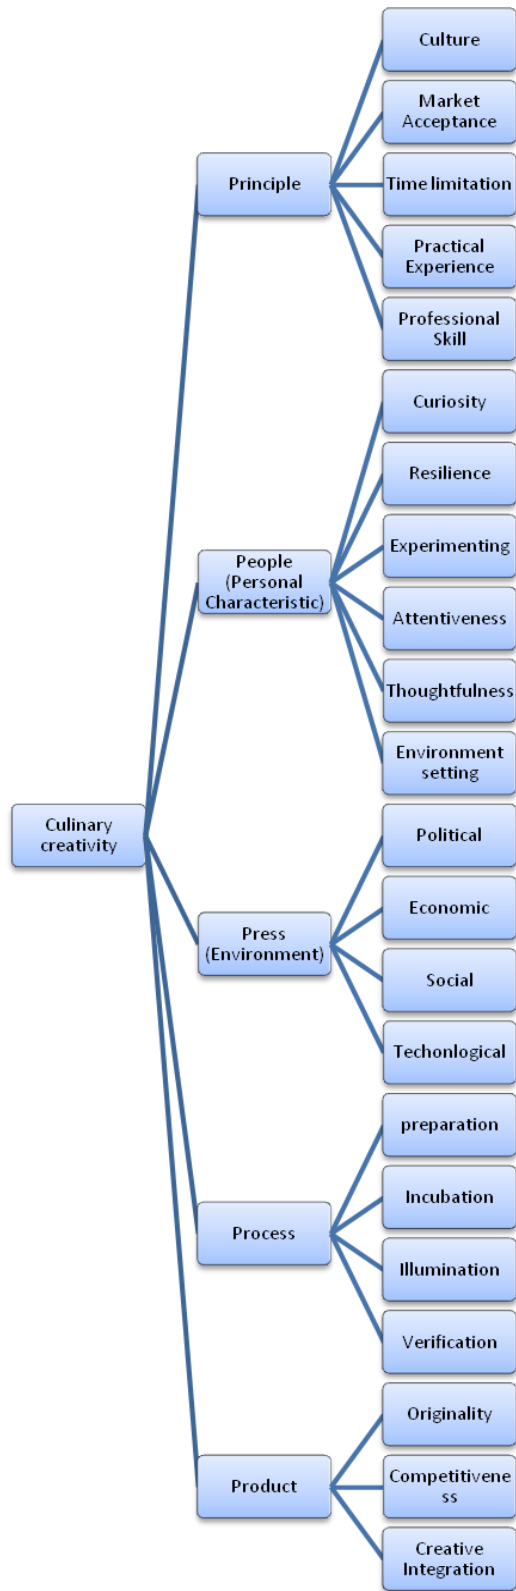 Culture
Market
Acceptance
Principle
Time limitation
Practical
Experience
Professional
Skill
Curiosity
Resilience
Experimenting
People
(Personal
Characteristic)
Attentiveness
Thoughtfulness
Environment
setting
Culinary
creativity
Political
Economic
Press
(Environment)
Social
Techonlogical
preparation
Incubation
Process
Illumination
Verification
Originality
Product
Competitivene
ss
Creative
Integration